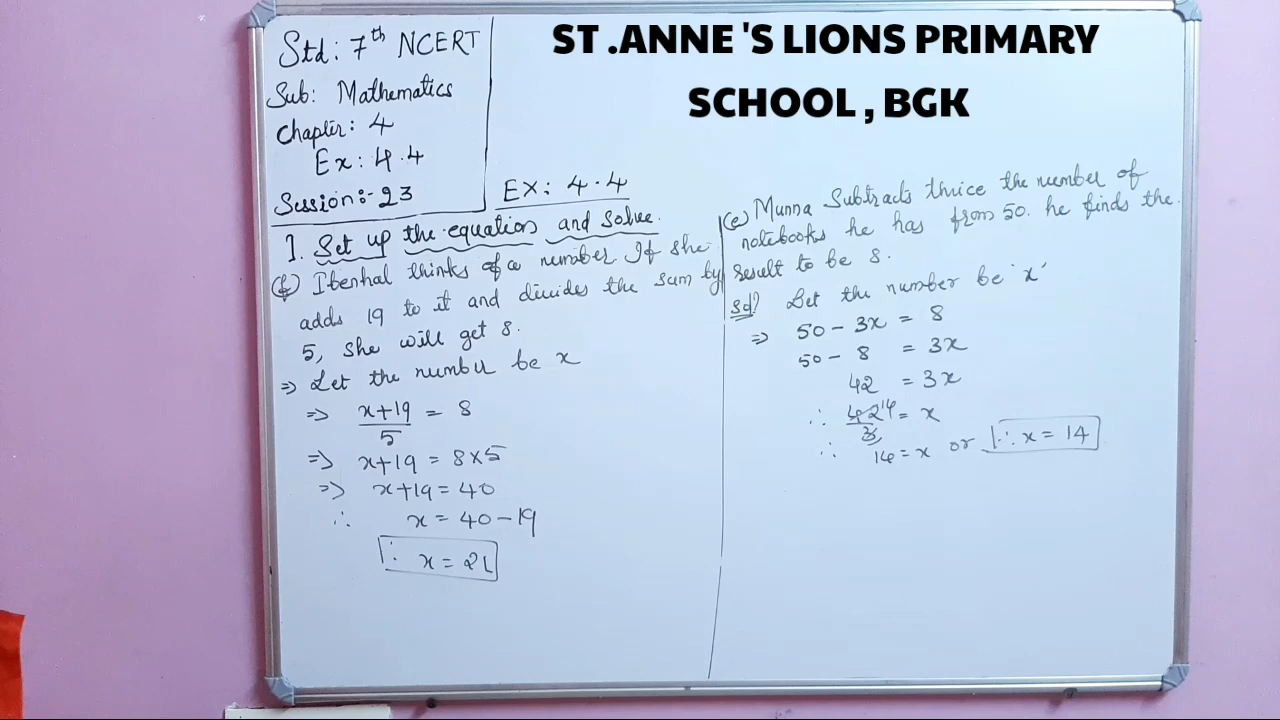 ST .ANNE 'S LIONS PRIMARY
SCHOOL , BGK
Std: 7th NCERT
Sub: Mathematics
Chapter: 4
Ex: 4.4
Session:- 23
EX: 4.4
1. Set up the equation and solve.
(f) Ibenhal thinks of a number. If she
adds 19 to it and divides the sum by
5, she will get 8.
⇒ Let the number be x
⇒ x+19 / 5 = 8
⇒ x+19 = 8×5
⇒ x+19 = 40
∴ x = 40-19
∴ x = 21
(e) Munna Subtracts thrice the number of
notebooks he has from 50. he finds the
result to be 8.
Sol? Let the number be 'x'
⇒ 50 - 3x = 8
50 - 8 = 3x
42 = 3x
∴ 42 14 / 3 = x
∴ 14 = x or ∴ x = 14